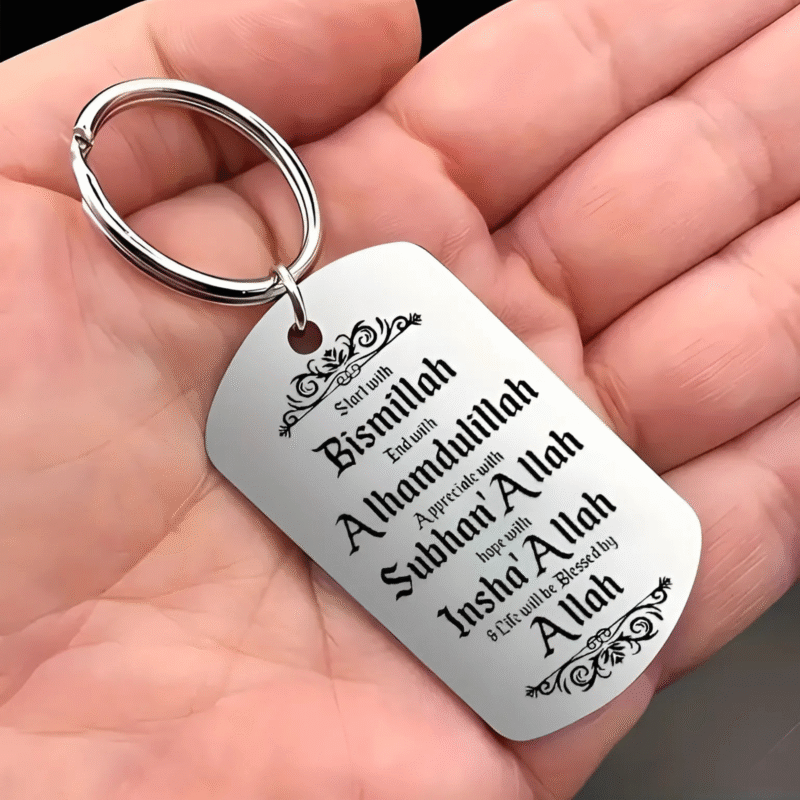 Start with
Bismillah
End with
Alhamdulillah
Appreciate with
Subhan'Allah
hope with
Insha'Allah
& Life will be Blessed by
Allah